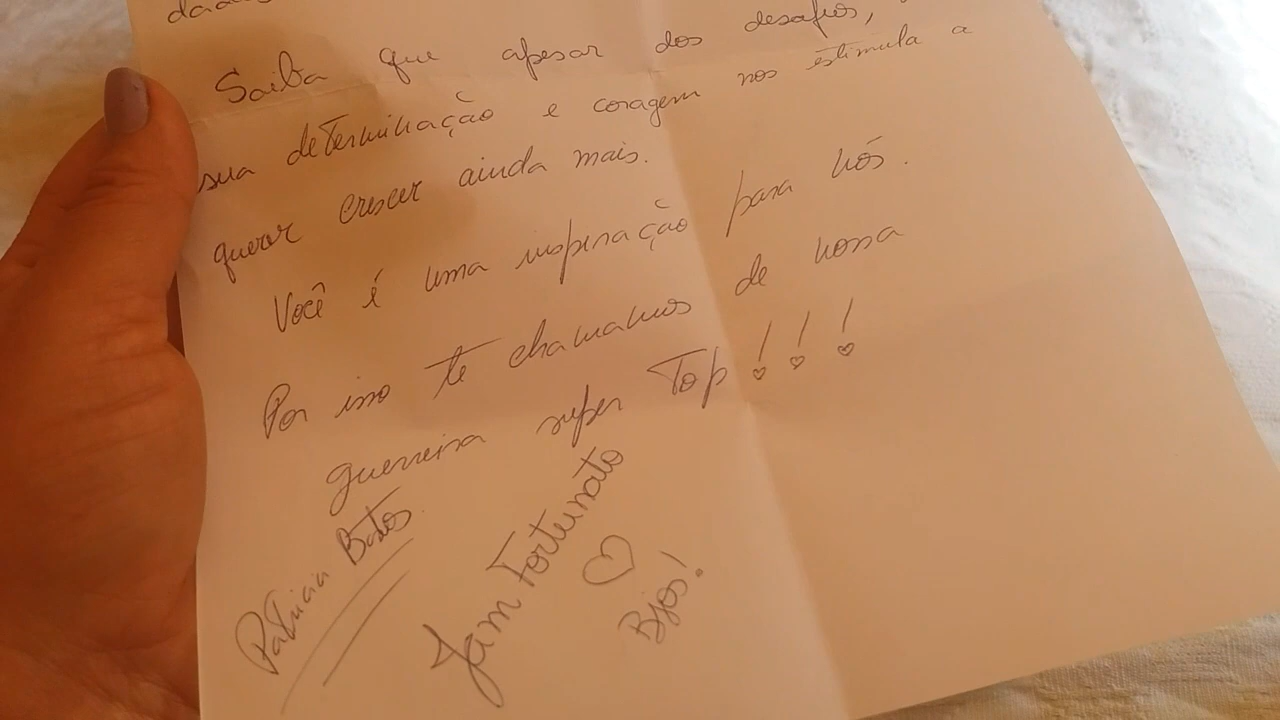 Saiba que apesar dos desafios,
sua determinação e coragem nos estimula a
querer crescer ainda mais.
Você é uma inspiração para nós.
Por isso te chamamos de nossa
guerreira super Top!!!
Patricia Bastos
Jam Fortunato
Bjos!